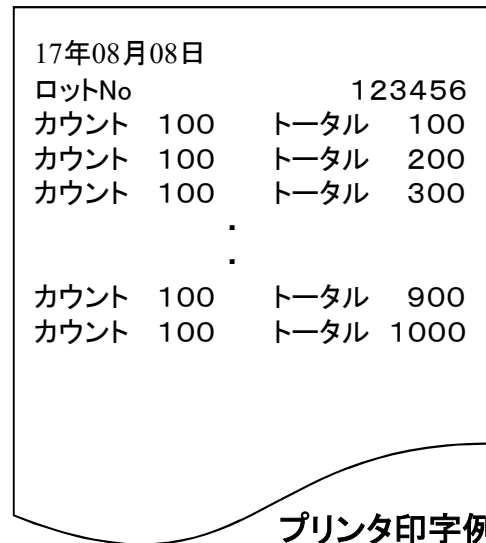 17年08月08日
ロットNo 123456
カウント 100 トータル 100
カウント 100 トータル 200
カウント 100 トータル 300
・
・
カウント 100 トータル 900
カウント 100 トータル 1000
プリンタ印字例